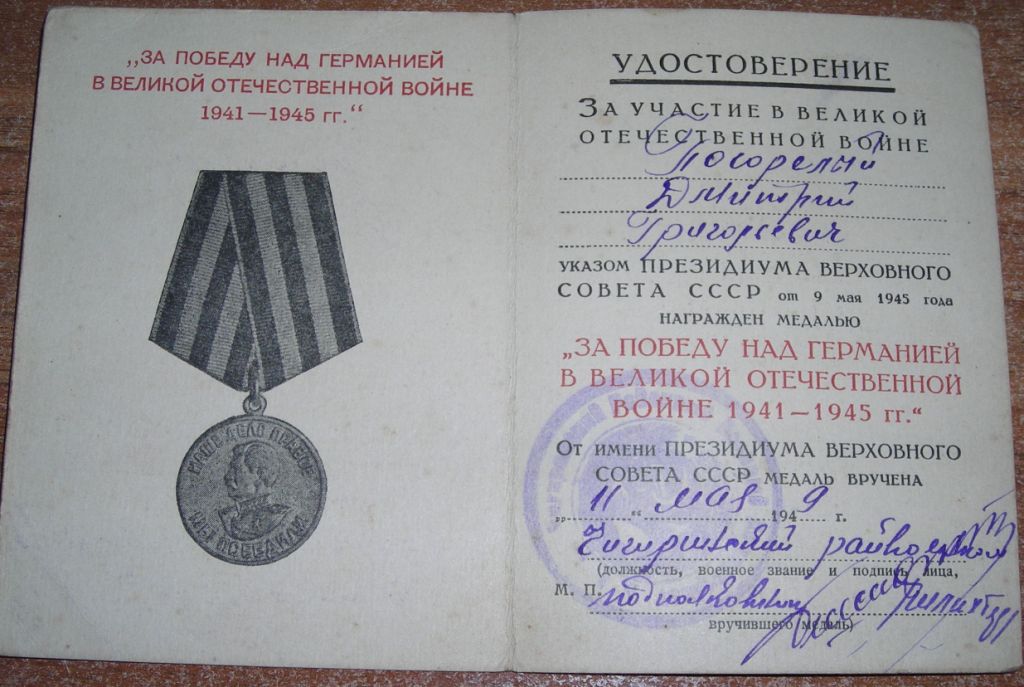 „ЗА ПОБЕДУ НАД ГЕРМАНИЕЙ
В ВЕЛИКОЙ ОТЕЧЕСТВЕННОЙ ВОЙНЕ
1941—1945 гг.“
НАШЕ ДЕЛО ПРАВОЕ
МЫ ПОБЕДИЛИ
УДОСТОВЕРЕНИЕ
ЗА УЧАСТИЕ В ВЕЛИКОЙ
ОТЕЧЕСТВЕННОЙ ВОЙНЕ
Погорелый
Дмитрий
Григорьевич
УКАЗОМ ПРЕЗИДИУМА ВЕРХОВНОГО
СОВЕТА СССР от 9 мая 1945 года
НАГРАЖДЕН МЕДАЛЬЮ
„ЗА ПОБЕДУ НАД ГЕРМАНИЕЙ
В ВЕЛИКОЙ ОТЕЧЕСТВЕННОЙ
ВОЙНЕ 1941—1945 гг.“
От имени ПРЕЗИДИУМА ВЕРХОВНОГО
СОВЕТА СССР МЕДАЛЬ ВРУЧЕНА
„11“ мая 1949 г.
(должность, военное звание и подпись лица,
М. П. подполковник
вручившего медаль)